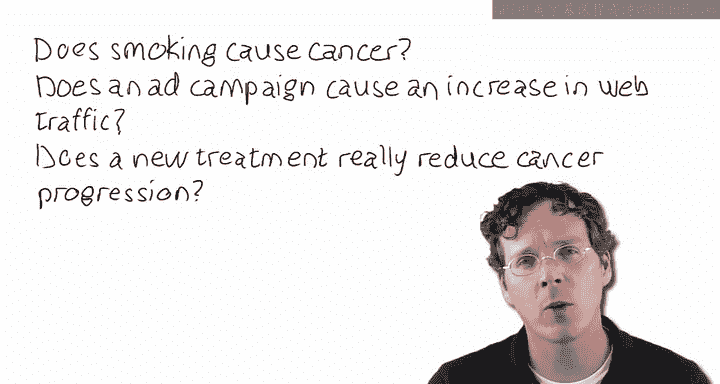 Does smoking cause cancer?
Does an ad campaign cause an increase in web
traffic?
Does a new treatment really reduce cancer
progression?